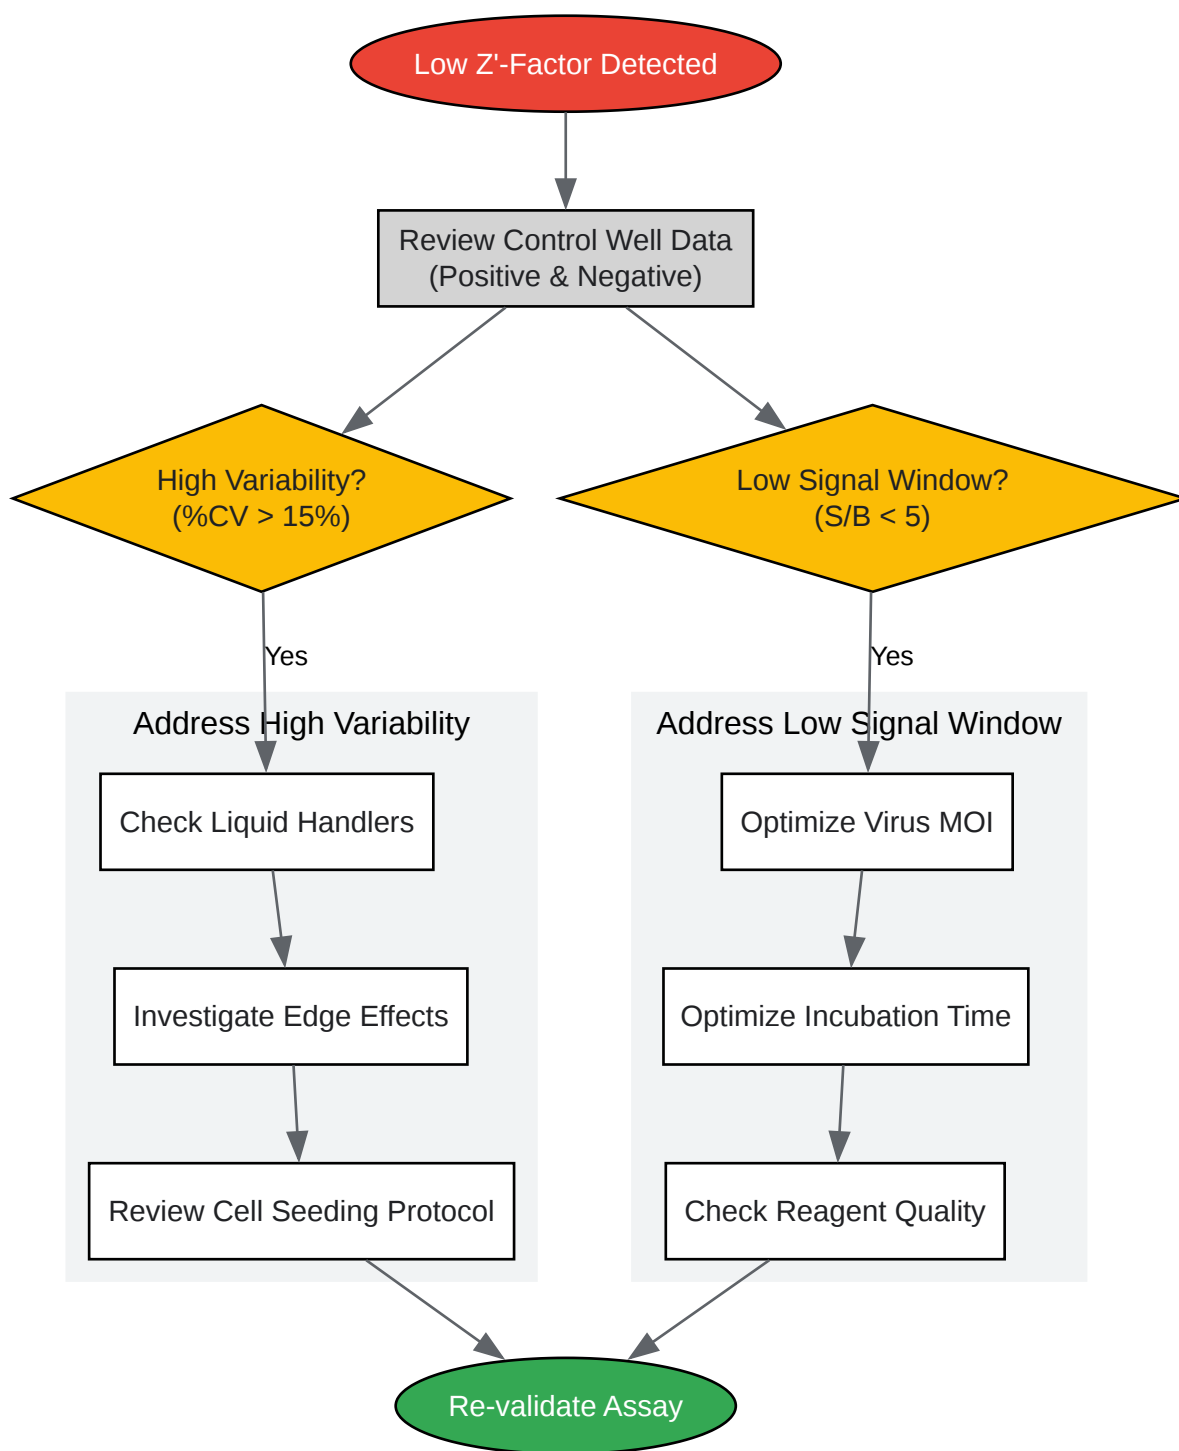 Low Z'-Factor Detected
Review Control Well Data
(Positive & Negative)
High Variability?
(%CV > 15%)
Low Signal Window?
(S/B < 5)
Yes
Yes
Address High Variability
Address Low Signal Window
Check Liquid Handlers
Optimize Virus MOI
Investigate Edge Effects
Optimize Incubation Time
Review Cell Seeding Protocol
Check Reagent Quality
Re-validate Assay